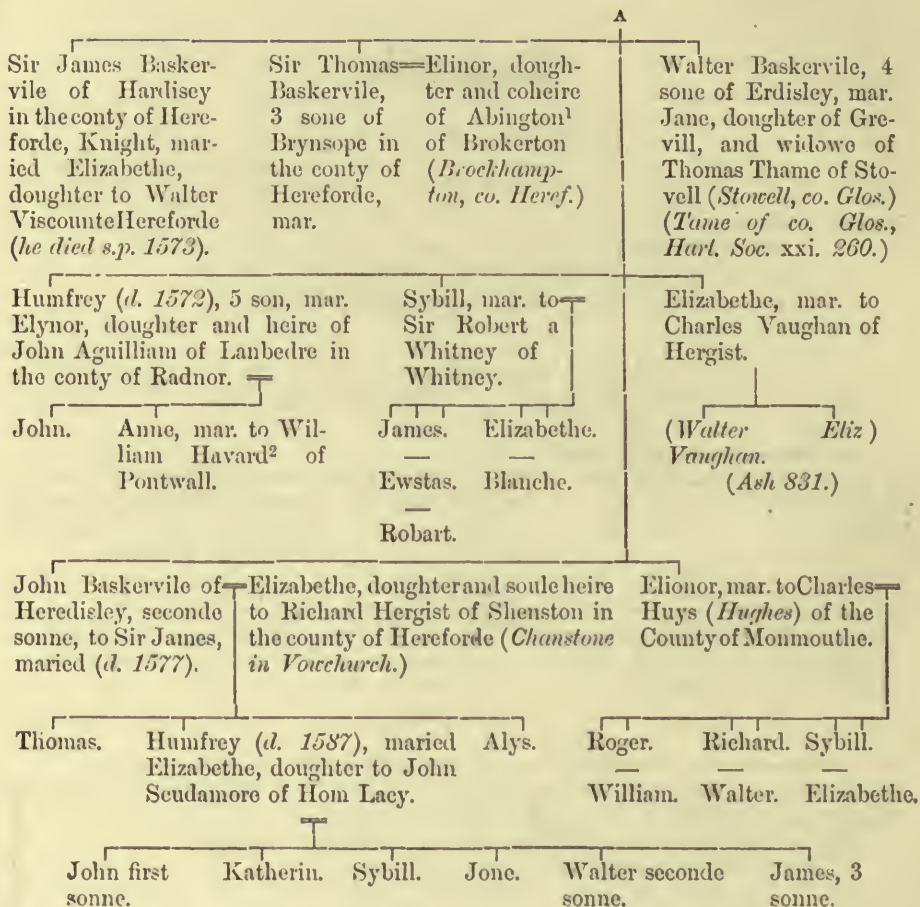 A
Sir James Basker-
vile of Hardisey
in the conty of Here-
forde, Knight, mar-
ied Elizabethe,
doughter to Walter
Viscounte Hereforde
(he died s.p. 1573).
Sir Thomas
Baskervile,
3 sone of
Brynsope in
the conty of
Hereforde,
mar.
Elinor, dough-
ter and coheire
of Abington¹
of Brokerton
(Brockhamp-
ton, co. Heref.)
Walter Baskervile, 4
sone of Erdisley, mar.
Jane, doughter of Gre-
vill, and widowe of
Thomas Thame of Sto-
vell (Stowell, co. Glos.)
(Tame of co. Glos.,
Harl. Soc. xxi. 260.)
Humfrey (d. 1572), 5 son, mar.
Elynor, doughter and heire of
John Aguilliam of Lanbedre in
the conty of Radnor.
Sybill, mar. to
Sir Robert a
Whitney of
Whitney.
Elizabethe, mar. to
Charles Vaughan of
Hergist.
John.
Anne, mar. to Wil-
liam Havard² of
Pontwall.
James.
Ewstas.
Robart.
Elizabethe.
Blanche.
(Walter Eliz)
Vaughan.
(Ash 831.)
John Baskervile of
Heredisley, seconde
sonne, to Sir James,
maried (d. 1577).
Elizabethe, doughter and soule heire
to Richard Hergist of Shenston in
the county of Hereforde (Chanstone
in Vowchurch.)
Elionor, mar. to Charles
Huys (Hughes) of the
County of Monmouthe.
Thomas.
Humfrey (d. 1587), maried
Elizabethe, doughter to John
Scudamore of Hom Lacy.
Alys.
Roger.
William.
Richard.
Walter.
Sybill.
Elizabethe.
John first
sonne.
Katherin.
Sybill.
Jone.
Walter seconde
sonne.
James, 3
sonne.